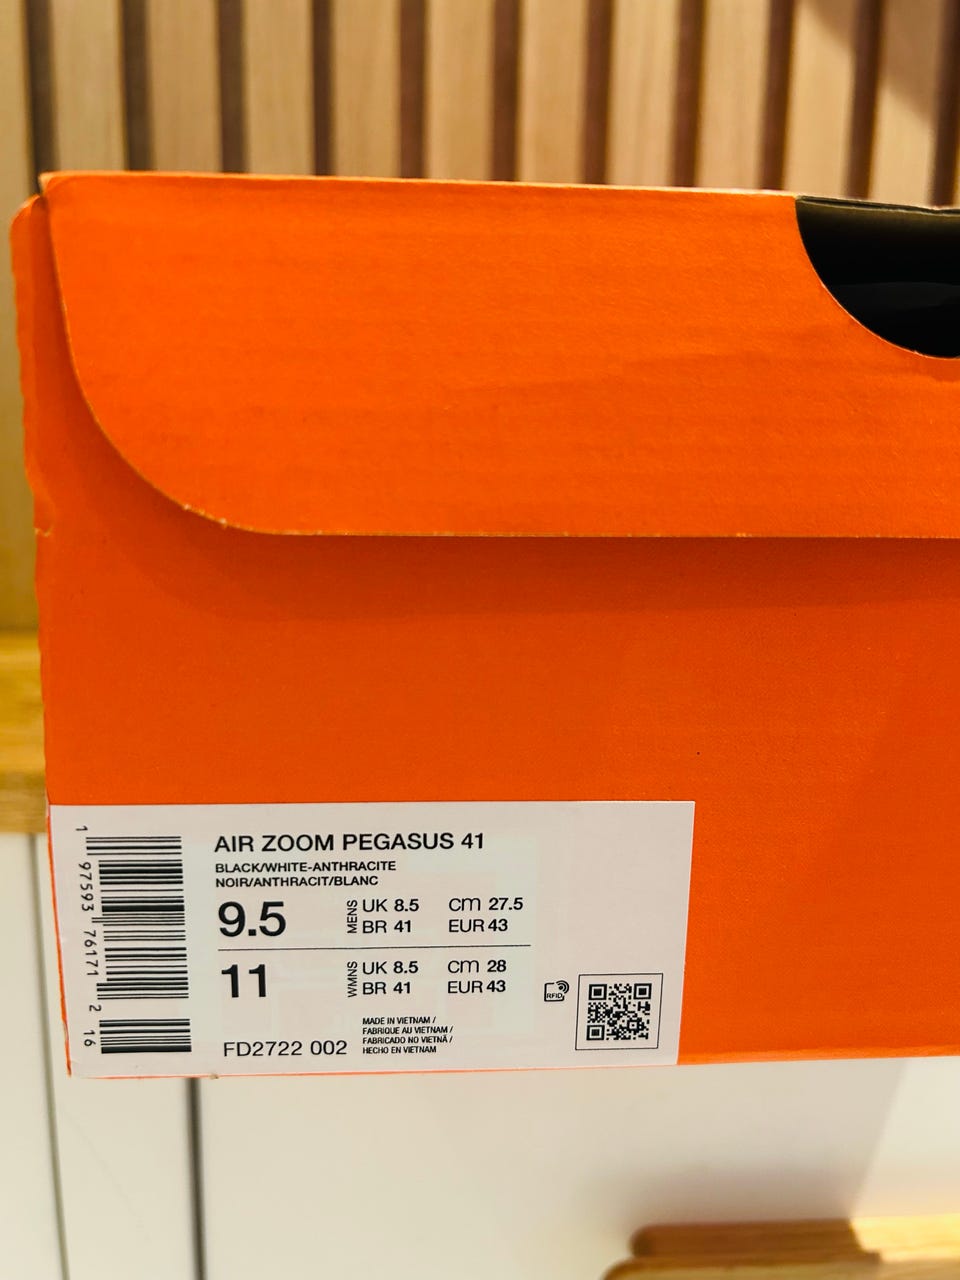 AIR ZOOM PEGASUS 41
BLACK/WHITE-ANTHRACITE
NOIR/ANTHRACIT/BLANC
9.5 MENS UK 8.5 CM 27.5
BR 41 EUR 43
11 WMNS UK 8.5 CM 28
BR 41 EUR 43
MADE IN VIETNAM /
FABRIQUE AU VIETNAM /
FABRICADO NO VIETNÃ /
HECHO EN VIETNAM
FD2722 002
RFID
1 97593 76171 2 16